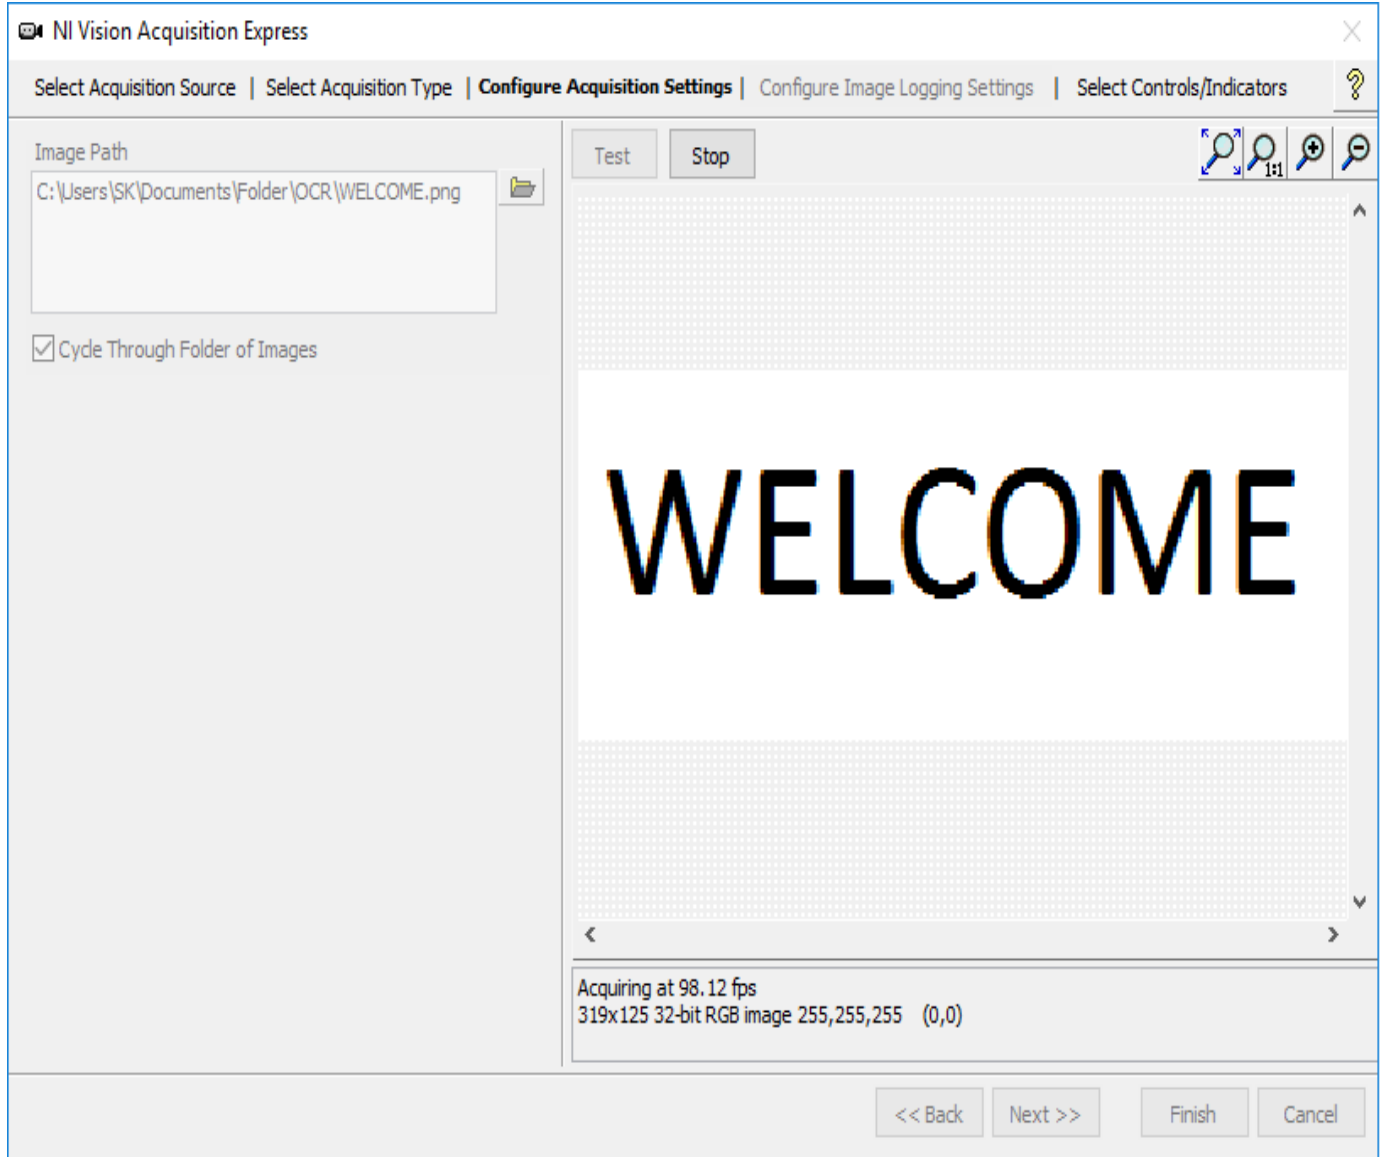 NI Vision Acquisition Express
Select Acquisition Source | Select Acquisition Type | Configure Acquisition Settings | Configure Image Logging Settings | Select Controls/Indicators
Image Path
C:\Users\SK\Documents\Folder\OCR\WELCOME.png
Cycle Through Folder of Images
Test Stop
1:1
WELCOME
Acquiring at 98.12 fps
319x125 32-bit RGB image 255,255,255 (0,0)
<< Back Next >> Finish Cancel